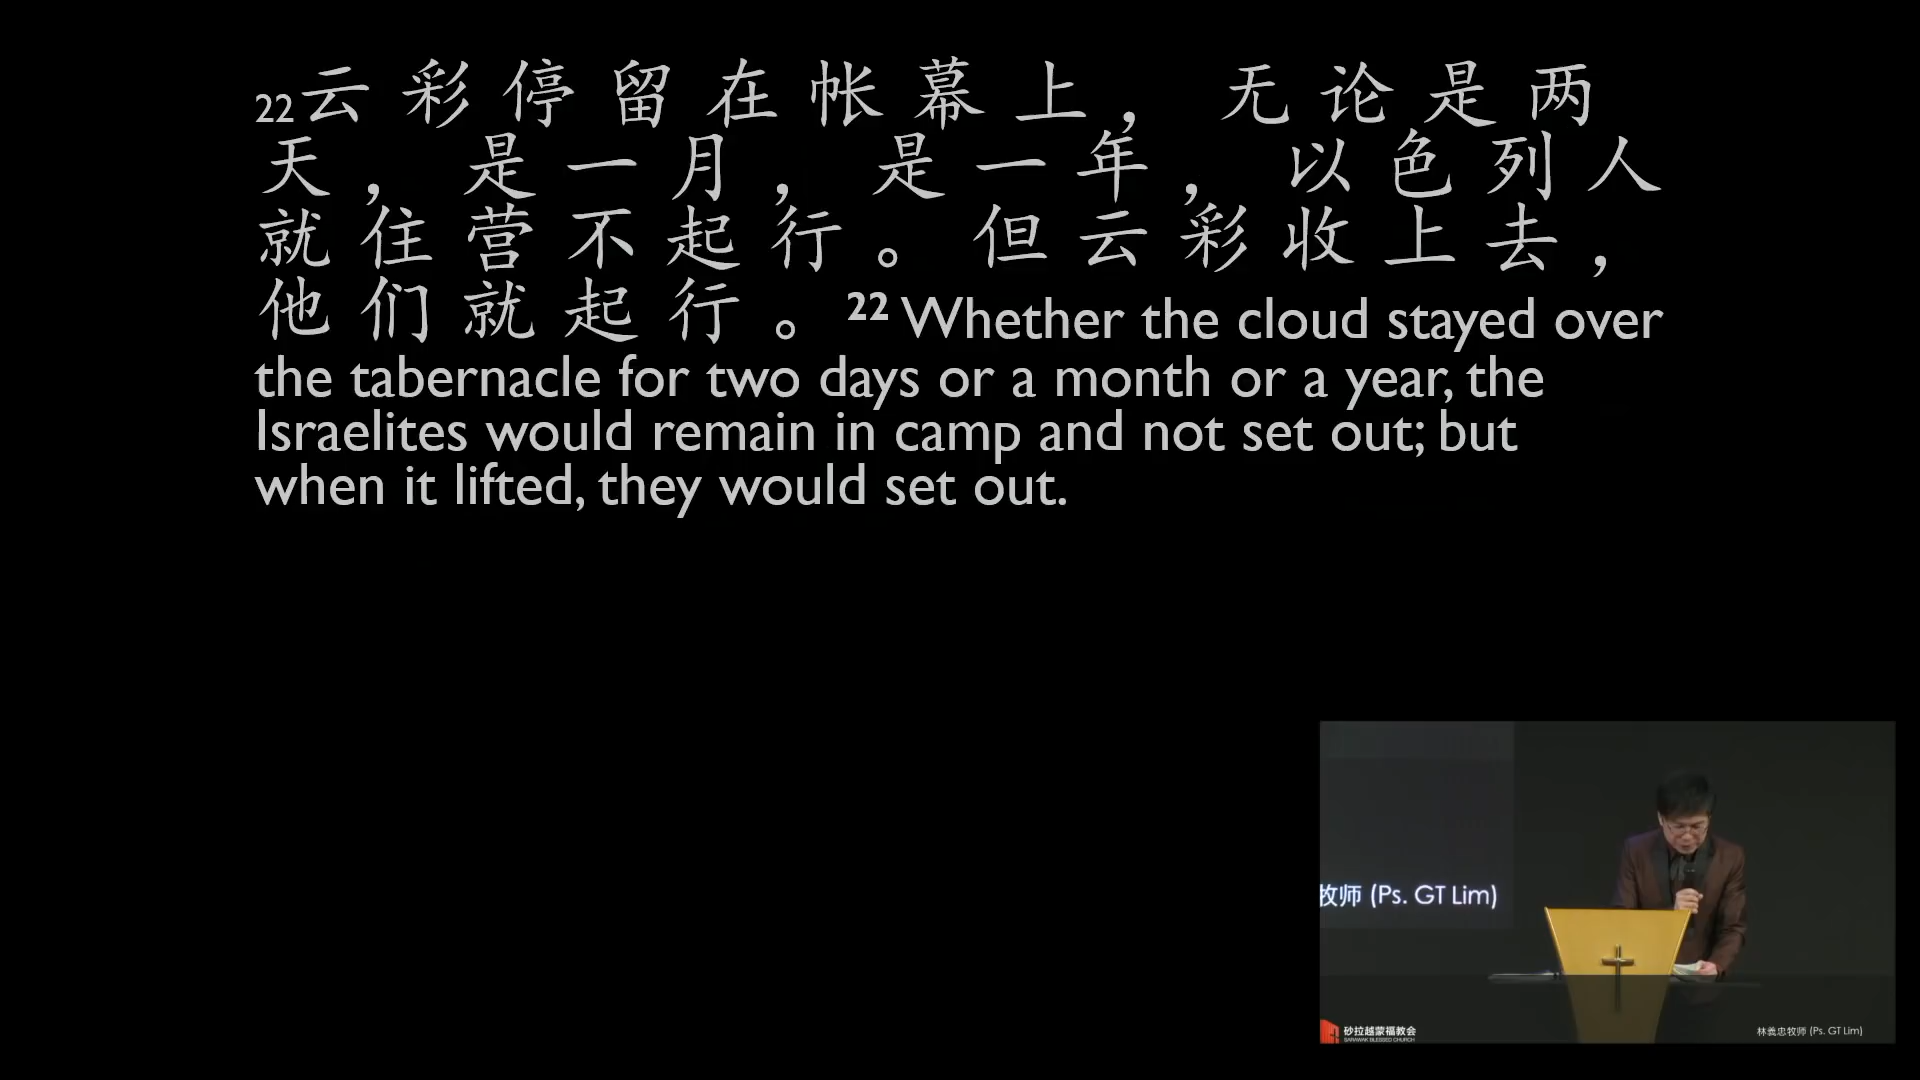 22云彩停留在帐幕上，无论是两
天，是一月，是一年，以色列人
就住营不起行。但云彩收上去，
他们就起行。22 Whether the cloud stayed over
the tabernacle for two days or a month or a year, the
Israelites would remain in camp and not set out; but
when it lifted, they would set out.
牧师 (Ps. GT Lim)
砂拉越蒙福教会
SARAWAK BLESSED CHURCH
林義忠牧师 (Ps. GT Lim)